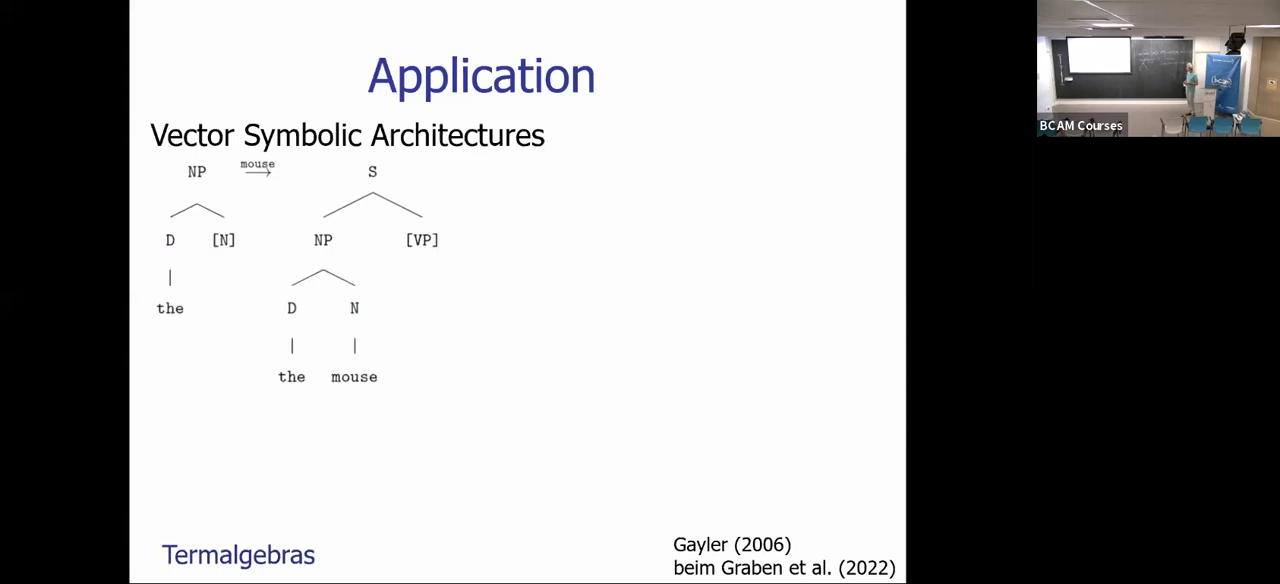 Application
Vector Symbolic Architectures
NP mouse S
D [N] NP [VP]
the D N
the mouse
Termalgebras
Gayler (2006)
beim Graben et al. (2022)
BCAM Courses